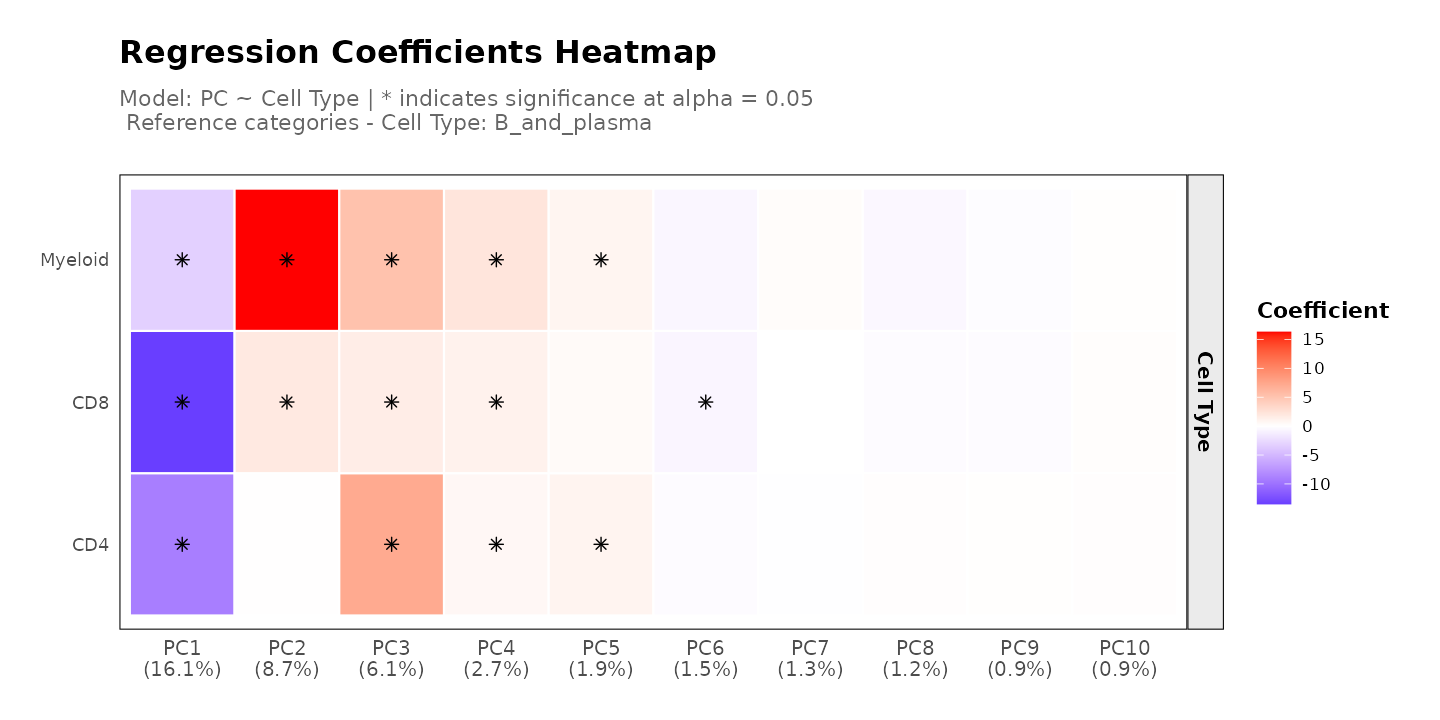 Regression Coefficients Heatmap
Model: PC ~ Cell Type | * indicates significance at alpha = 0.05
Reference categories - Cell Type: B_and_plasma
Myeloid
* * * * *
CD8
* * * * *
CD4
* * * *
PC1 PC2 PC3 PC4 PC5 PC6 PC7 PC8 PC9 PC10
(16.1%) (8.7%) (6.1%) (2.7%) (1.9%) (1.5%) (1.3%) (1.2%) (0.9%) (0.9%)
Cell Type
Coefficient
15
10
5
0
-5
-10